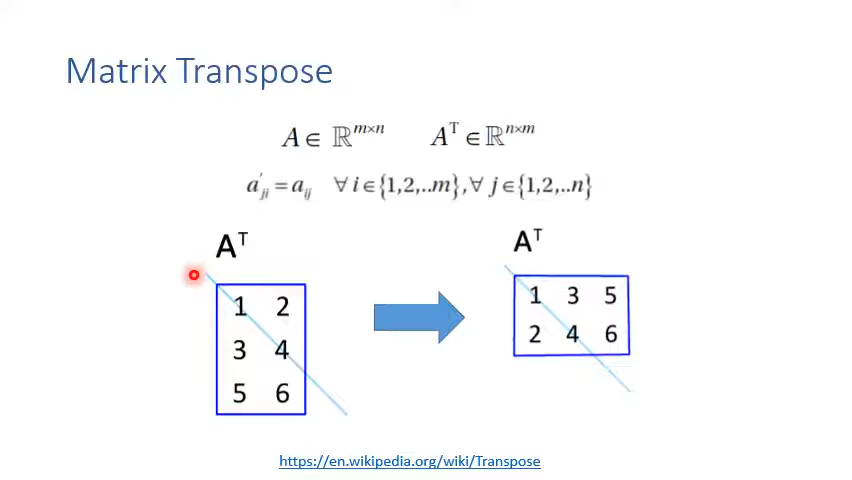 Matrix Transpose
A ∈ ℝ^{m×n} A^T ∈ ℝ^{n×m}
a'_{ji} = a_{ij} ∀ i ∈ {1,2,..m}, ∀ j ∈ {1,2,..n}
A^T
1 2
3 4
5 6
A^T
1 3 5
2 4 6
https://en.wikipedia.org/wiki/Transpose